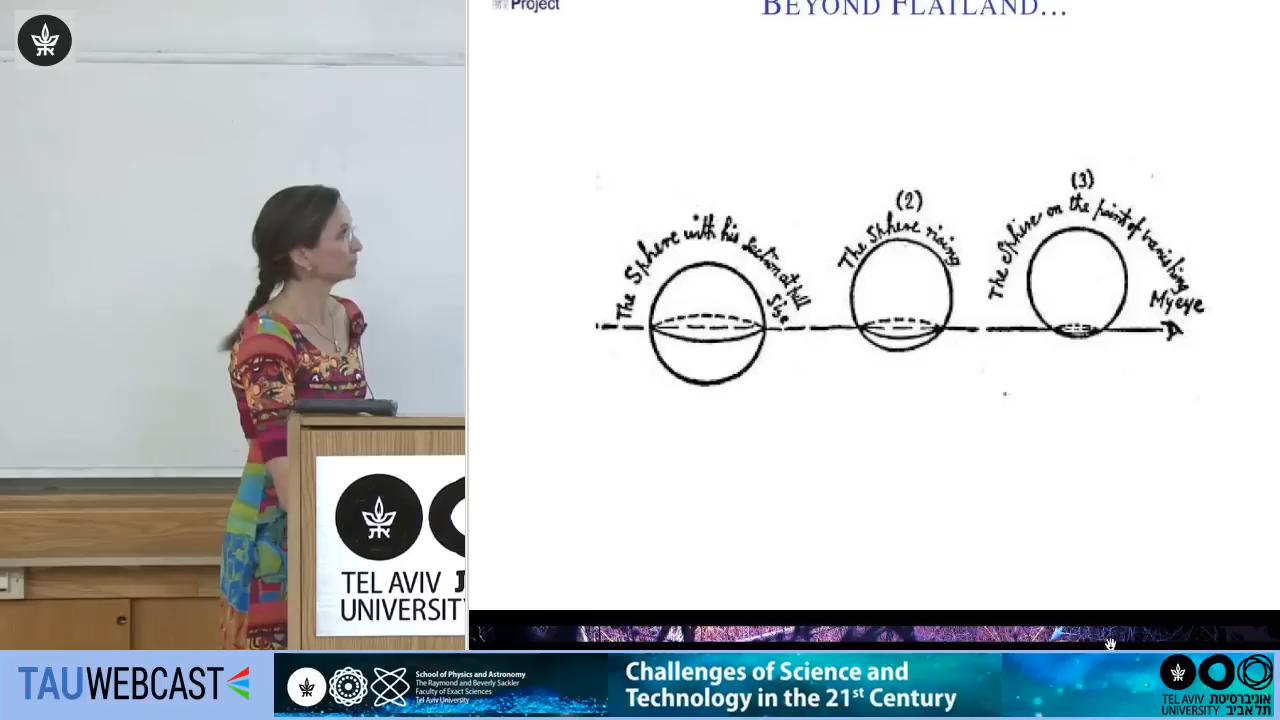 Project
BEYOND FLATLAND...
The Sphere with his section at full
Size
(2)
The Sphere rising
(3)
The Sphere on the point of vanishing
My eye
TEL AVIV
UNIVERSITY
TAUWEBCAST
School of Physics and Astronomy
The Raymond and Beverly Sackler
Faculty of Exact Sciences
Tel Aviv University
Challenges of Science and
Technology in the 21st Century
TEL AVIV אוניברסיטת
UNIVERSITY תל אביב